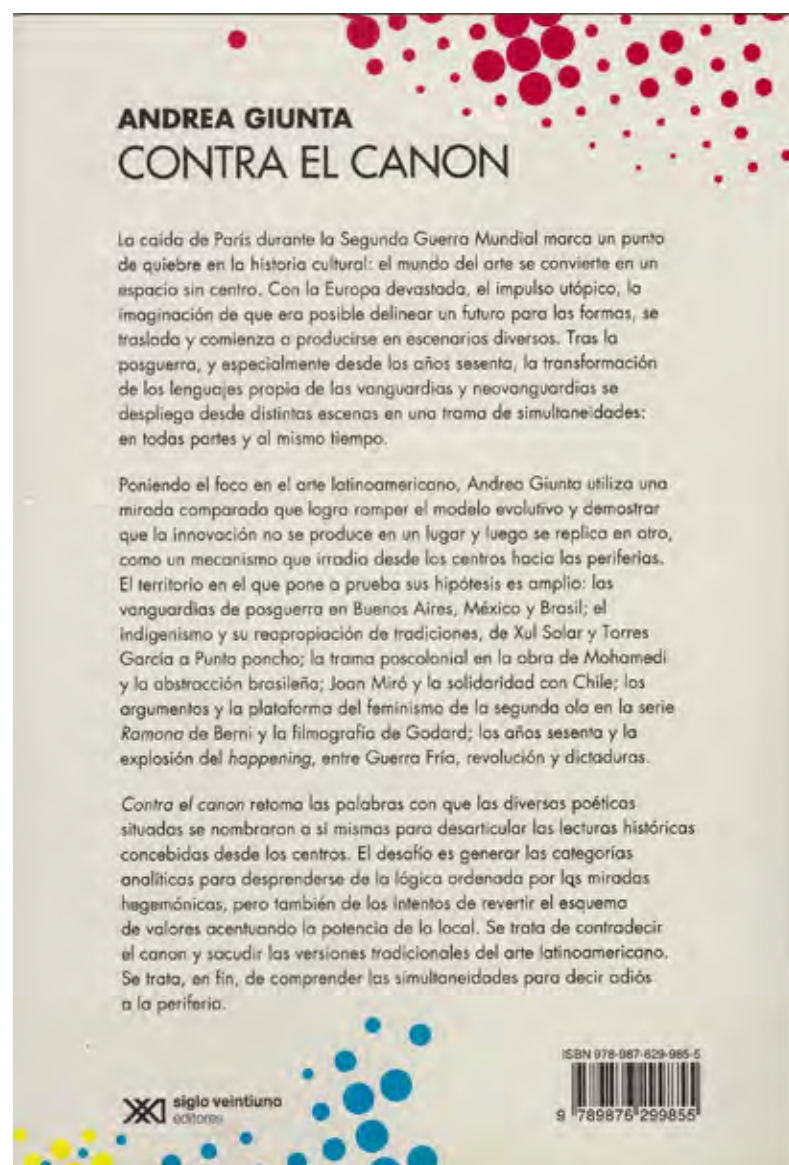 ANDREA GIUNTA
CONTRA EL CANON
La caída de París durante la Segunda Guerra Mundial marca un punto
de quiebre en la historia cultural: el mundo del arte se convierte en un
espacio sin centro. Con la Europa devastada, el impulso utópico, la
imaginación de que era posible delinear un futuro para las formas, se
traslada y comienza a producirse en escenarios diversos. Tras la
posguerra, y especialmente desde los años sesenta, la transformación
de los lenguajes propia de las vanguardias y neovanguardias se
despliega desde distintas escenas en una trama de simultaneidades:
en todas partes y al mismo tiempo.
Poniendo el foco en el arte latinoamericano, Andrea Giunta utiliza una
mirada comparada que logra romper el modelo evolutivo y demostrar
que la innovación no se produce en un lugar y luego se replica en otro,
como un mecanismo que irradia desde los centros hacia las periferias.
El territorio en el que pone a prueba sus hipótesis es amplio: las
vanguardias de posguerra en Buenos Aires, México y Brasil; el
indigenismo y su reapropiación de tradiciones, de Xul Solar y Torres
García a Punta poncho; la trama poscolonial en la obra de Mohamedi
y la abstracción brasileña; Joan Miró y la solidaridad con Chile; los
argumentos y la plataforma del feminismo de la segunda ola en la serie
Ramona de Berni y la filmografía de Godard; los años sesenta y la
explosión del happening, entre Guerra Fría, revolución y dictaduras.
Contra el canon retoma las palabras con que las diversas poéticas
situadas se nombraron a sí mismas para desarticular las lecturas históricas
concebidas desde los centros. El desafío es generar las categorías
analíticas para desprenderse de la lógica ordenada por las miradas
hegemónicas, pero también de los intentos de revertir el esquema
de valores acentuando la potencia de lo local. Se trata de contradecir
el canon y sacudir las versiones tradicionales del arte latinoamericano.
Se trata, en fin, de comprender las simultaneidades para decir adiós
a la periferia.
ISBN 978-987-629-985-5
siglo veintiuno
editores
9 789876 299855